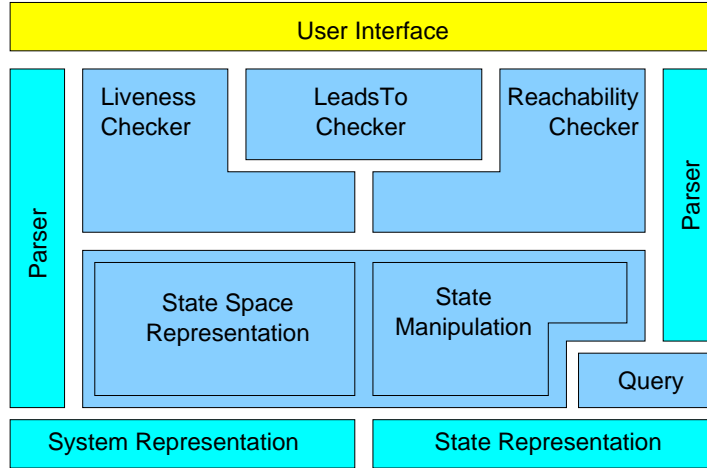 User Interface
Liveness
Checker
LeadsTo
Checker
Reachability
Checker
Parser
Parser
State Space
Representation
State
Manipulation
Query
System Representation
State Representation